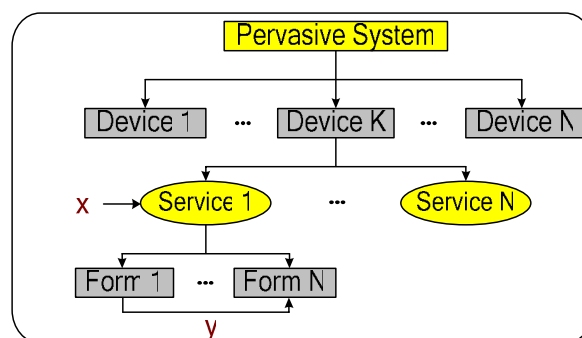 Pervasive System
Device 1 ... Device K ... Device N
x Service 1 ... Service N
Form 1 ... Form N
y